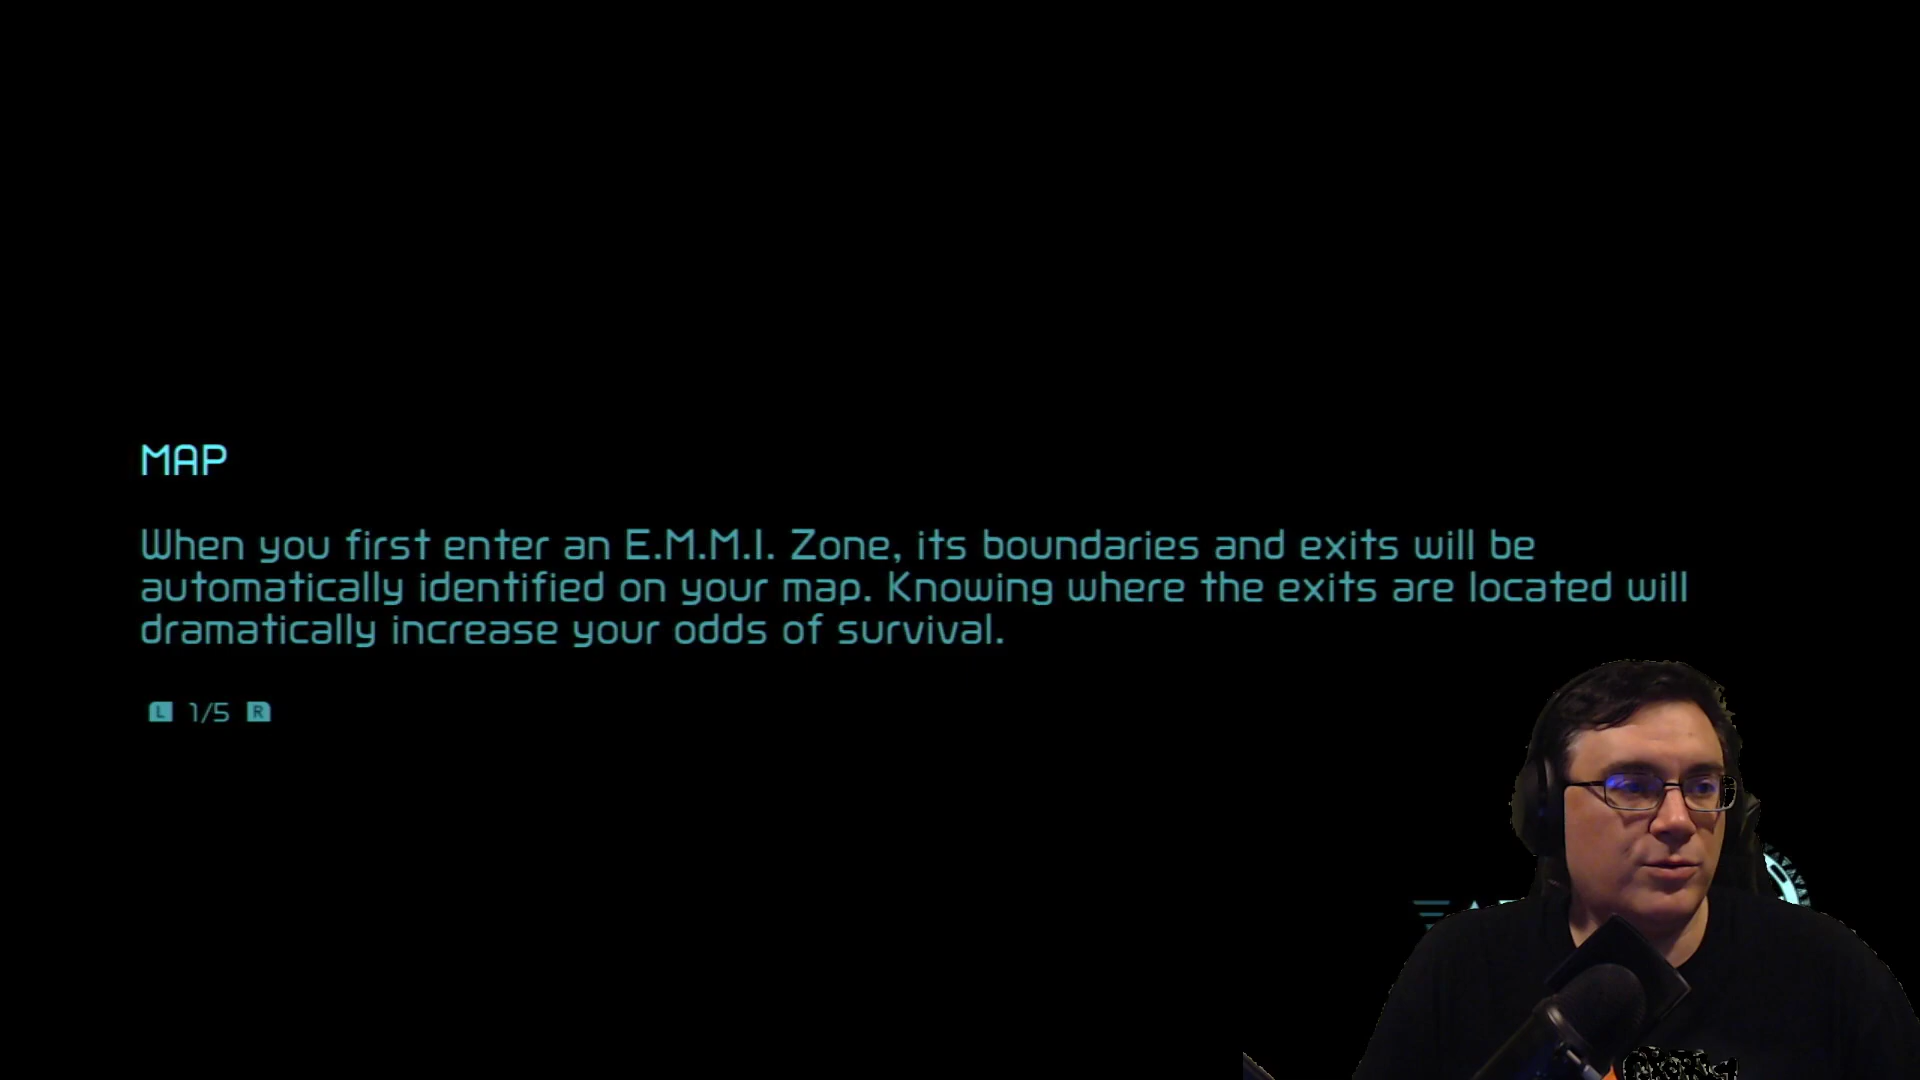 MAP
When you first enter an E.M.M.I. Zone, its boundaries and exits will be
automatically identified on your map. Knowing where the exits are located will
dramatically increase your odds of survival.
L 1/5 R